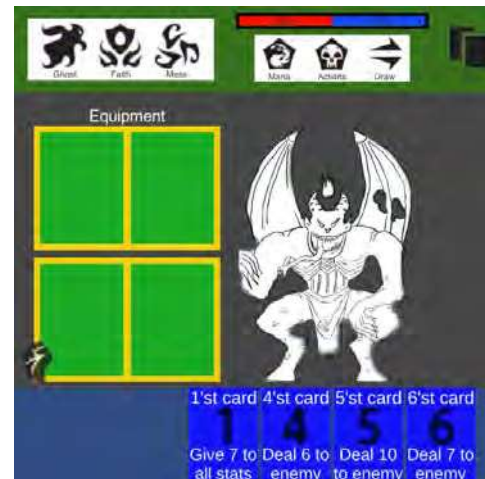 Ghost Faith Mess
Mana Actions Draw
Equipment
1'st card 4'st card 5'st card 6'st card
1 4 5 6
Give 7 to Deal 6 to Deal 10 Deal 7 to
all stats enemy to enemy enemy